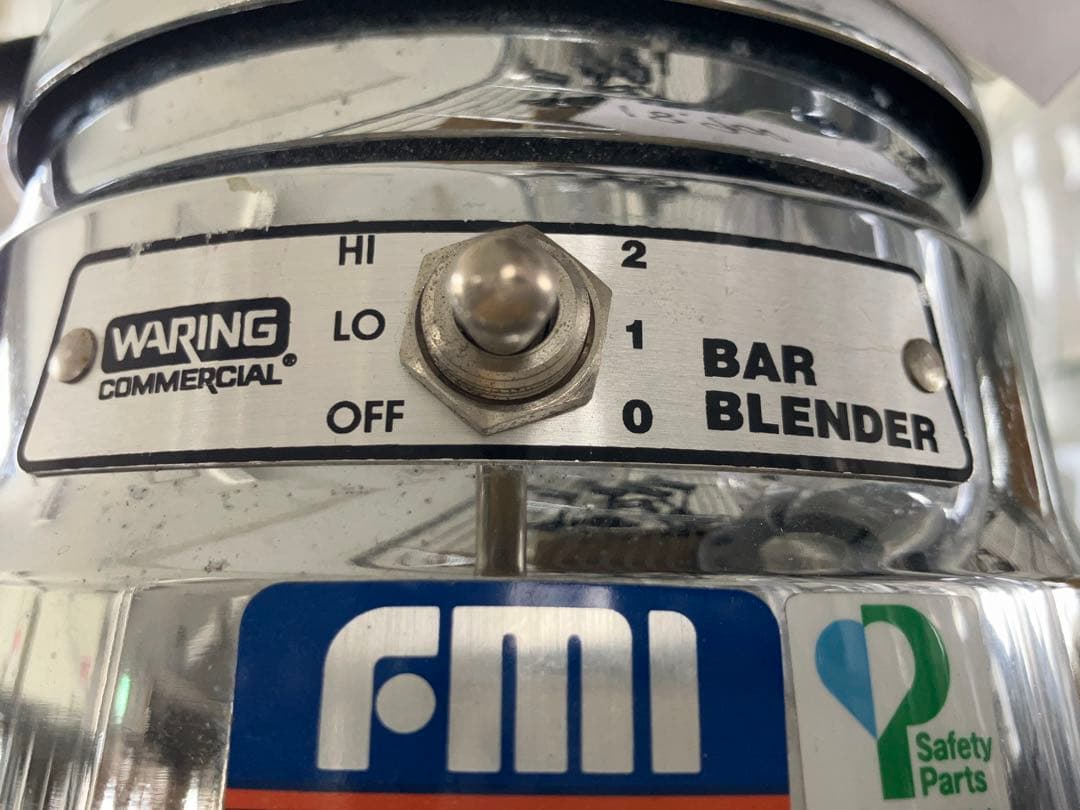 HI 2
WARING
COMMERCIAL®
LO 1
BAR
BLENDER
OFF 0
FMI
Safety
Parts